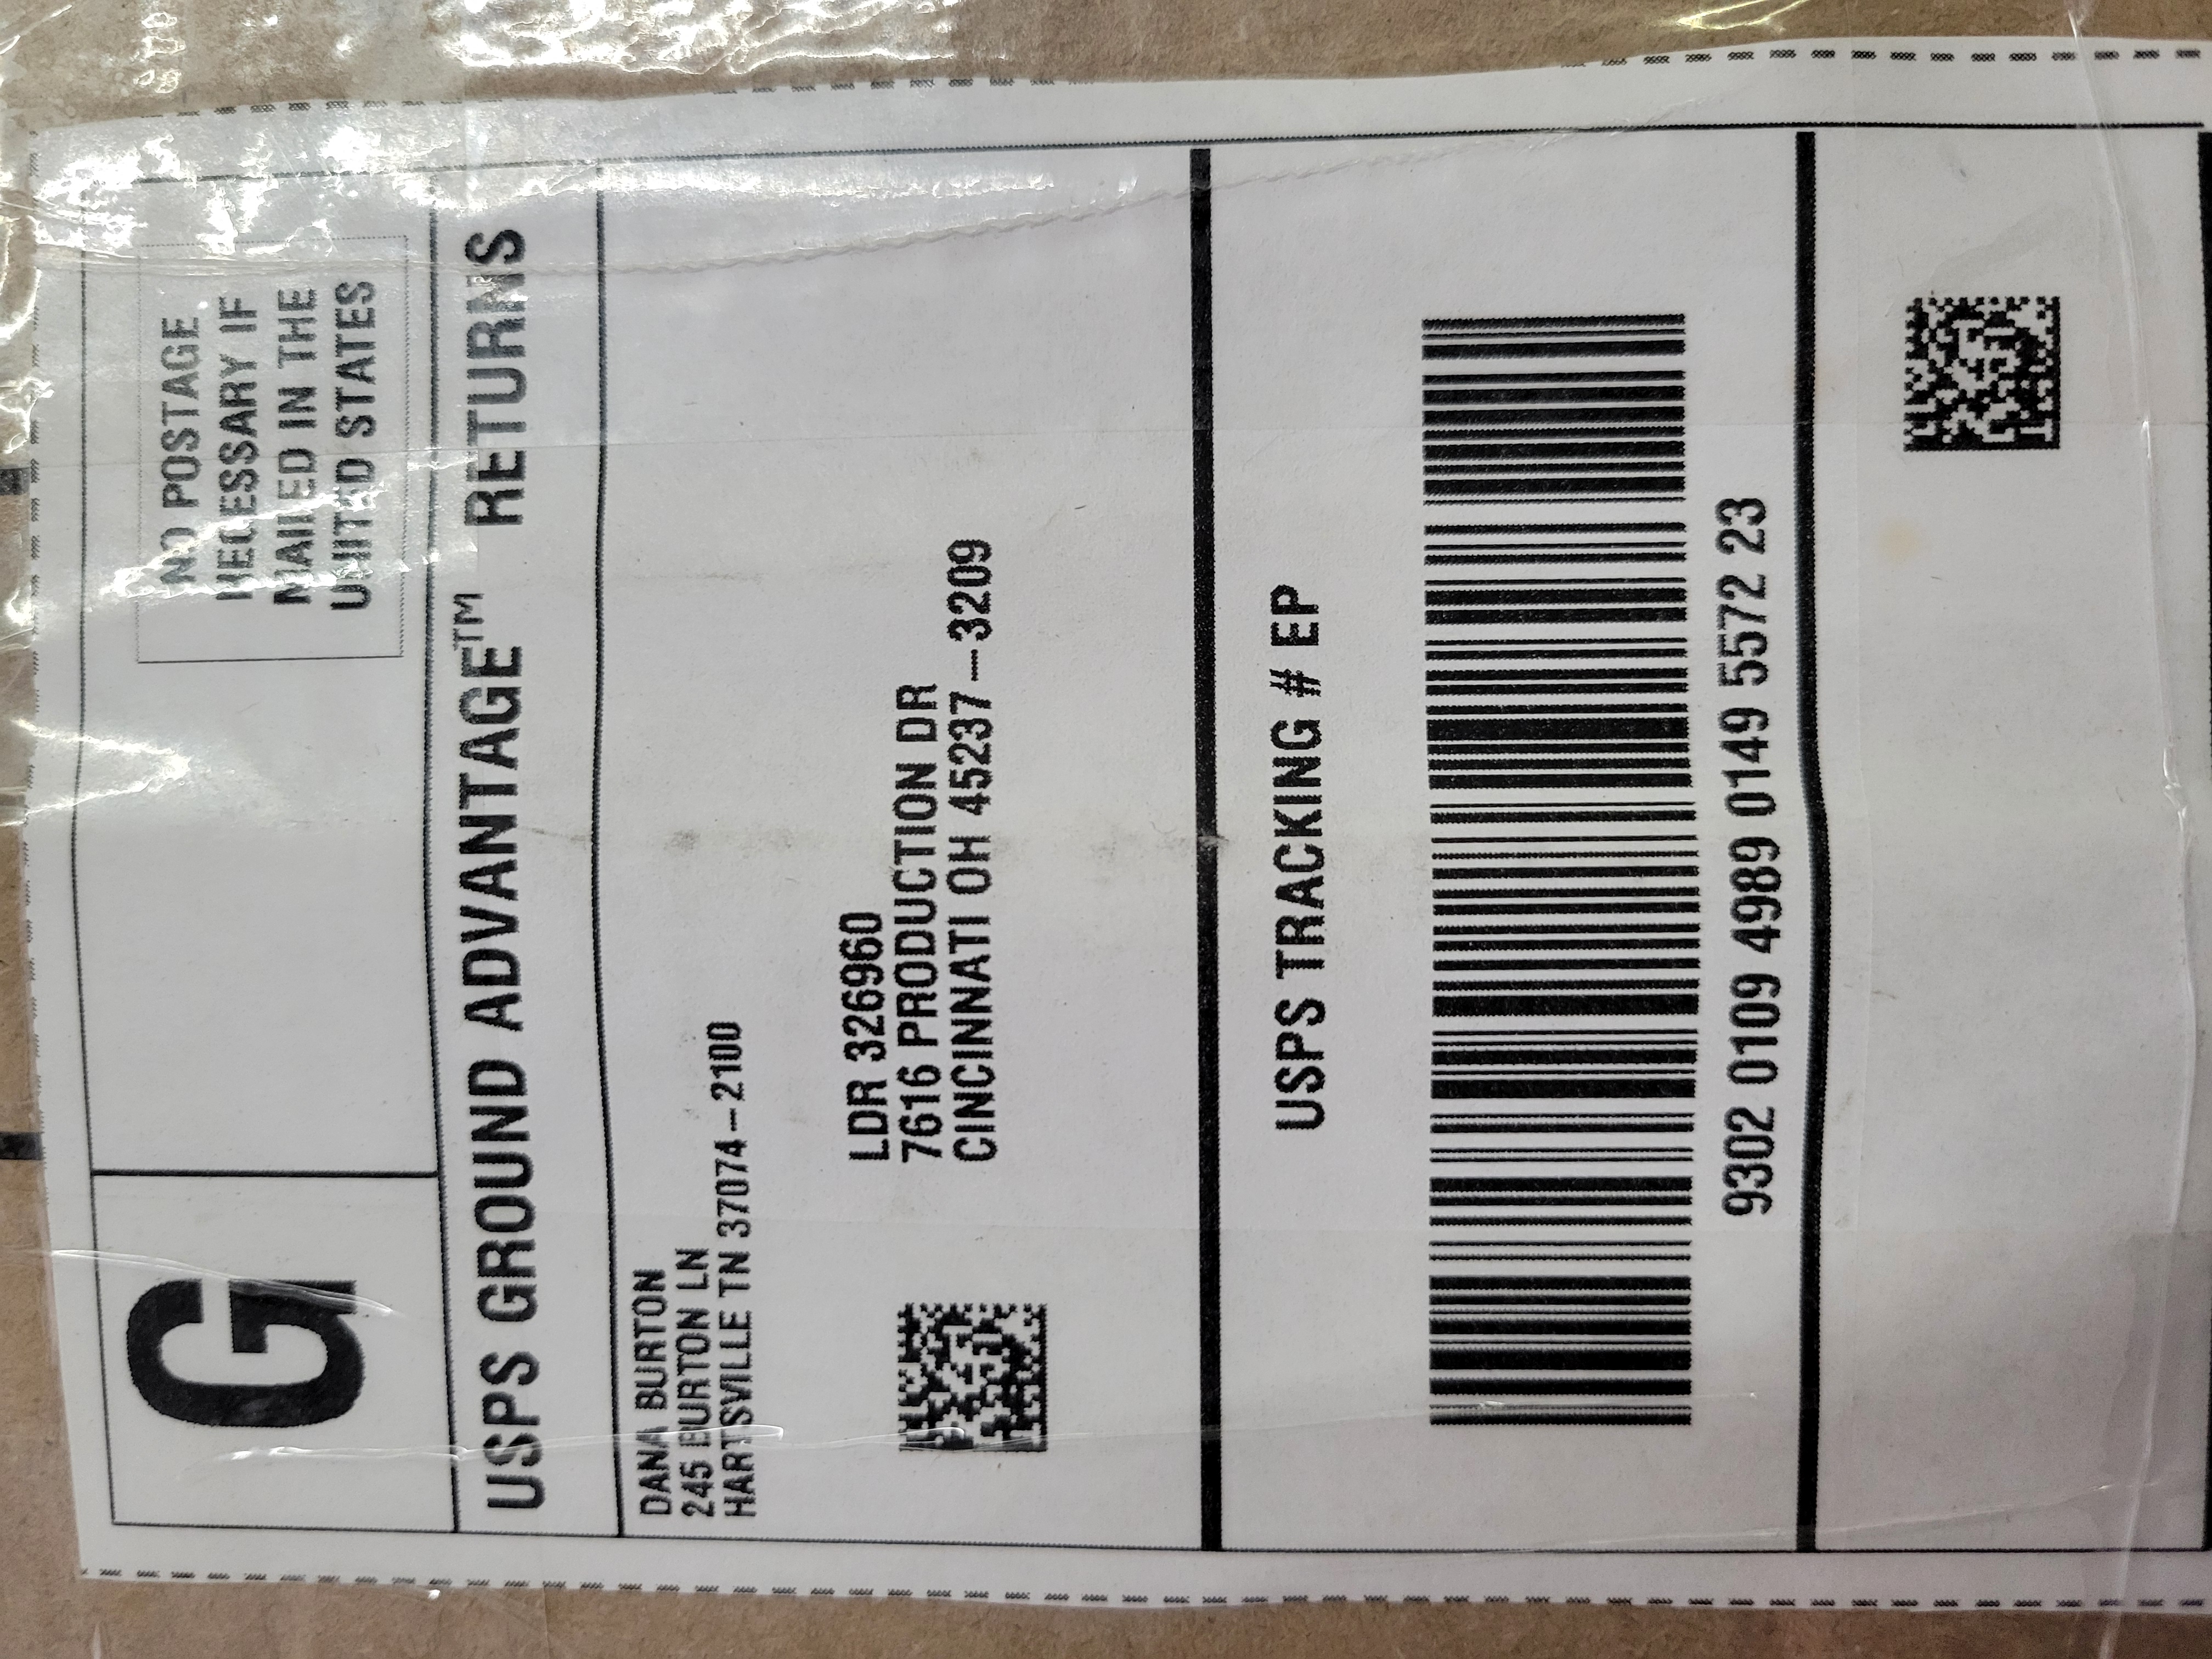 G
NO POSTAGE
NECESSARY IF
MAILED IN THE
UNITED STATES
USPS GROUND ADVANTAGE™ RETURNS
DANA BURTON
245 BURTON LN
HARTSVILLE TN 37074-2100
LDR 326960
7616 PRODUCTION DR
CINCINNATI OH 45237-3209
USPS TRACKING # EP
9302 0109 4989 0149 5572 23